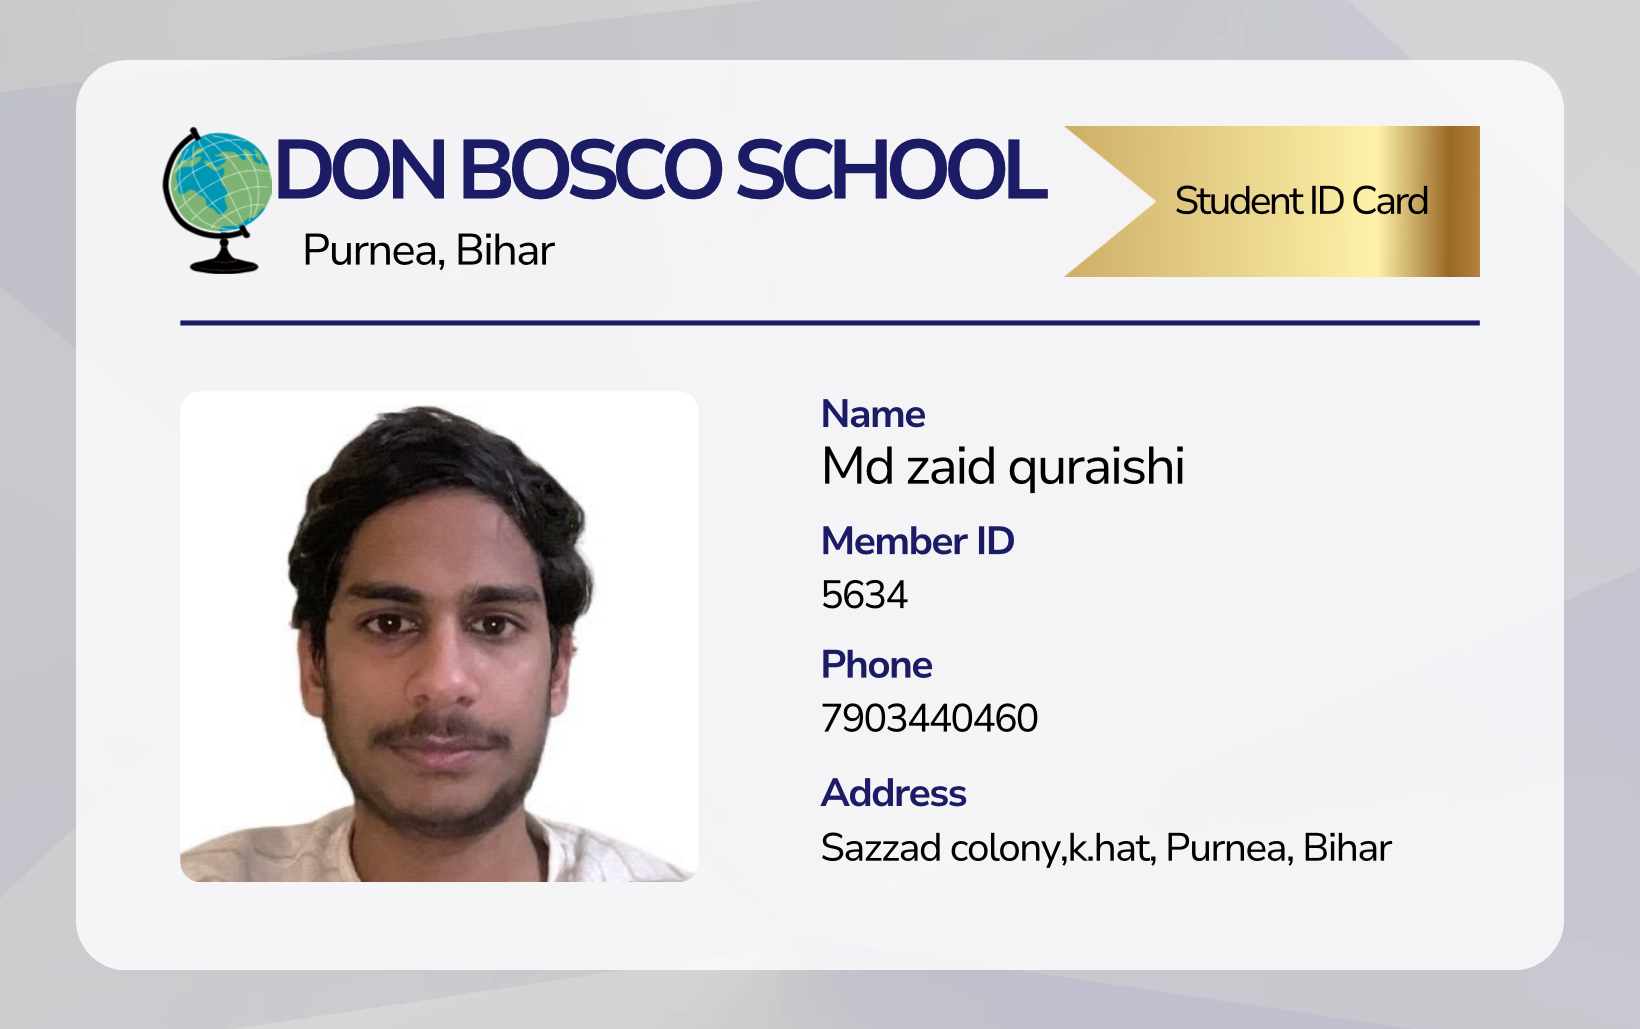 DON BOSCO SCHOOL
Purnea, Bihar
Student ID Card
Name
Md zaid quraishi
Member ID
5634
Phone
7903440460
Address
Sazzad colony,k.hat, Purnea, Bihar